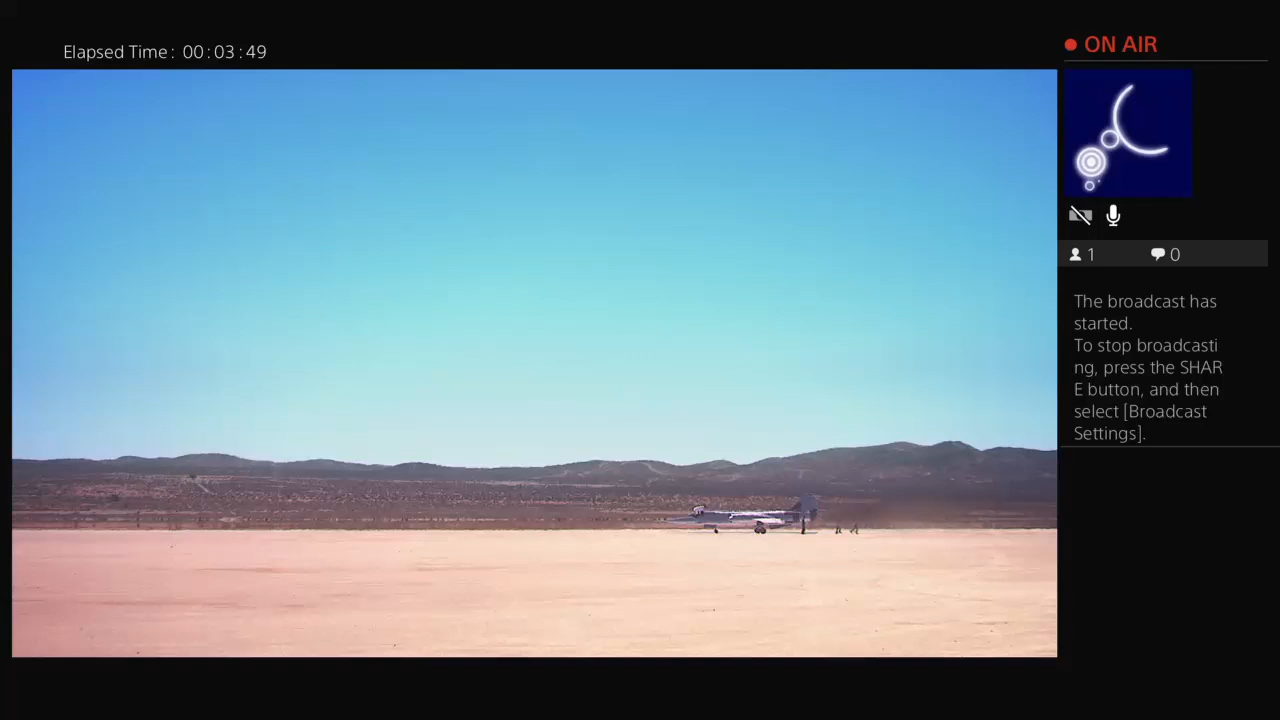 Elapsed Time: 00:03:49
ON AIR
1
0
The broadcast has
started.
To stop broadcasti
ng, press the SHAR
E button, and then
select [Broadcast
Settings].